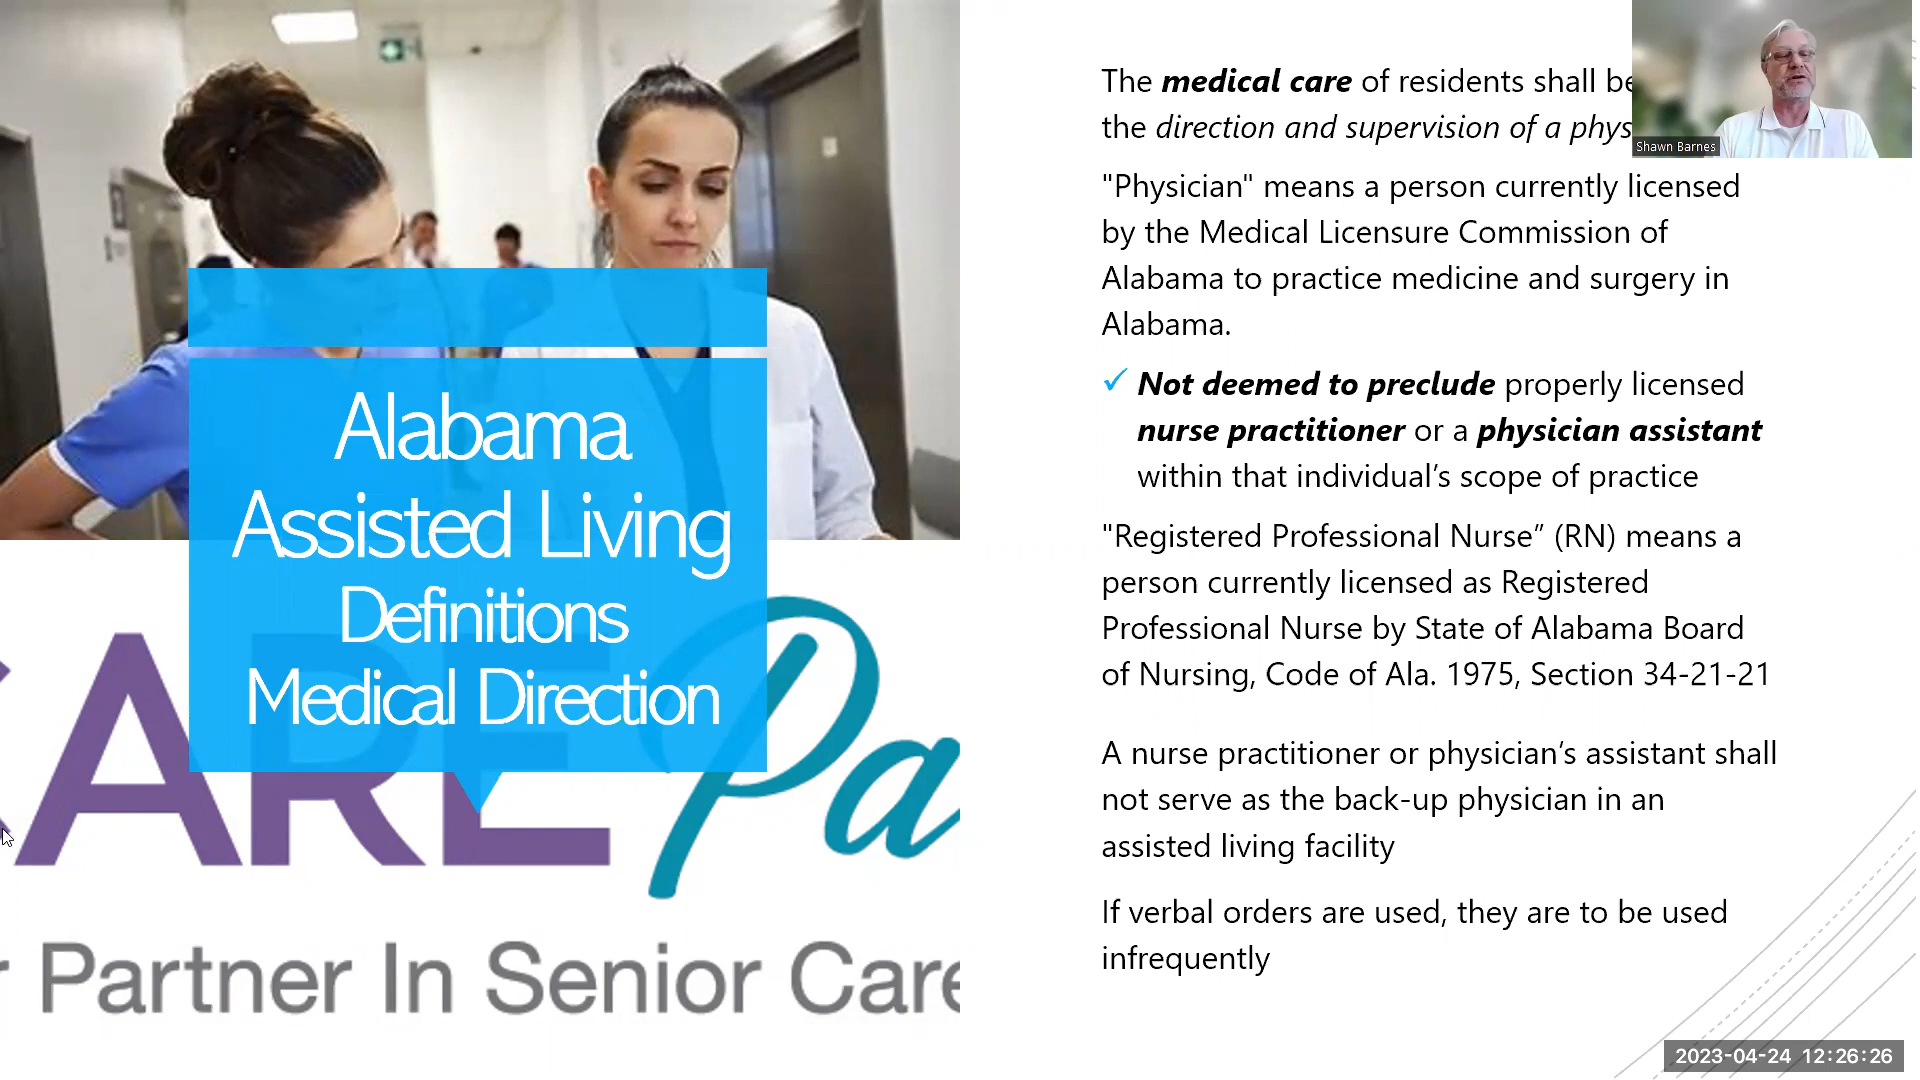 Alabama
Assisted Living
Definitions
Medical Direction
ARE Pa
Partner In Senior Care
The medical care of residents shall be
the direction and supervision of a phys
"Physician" means a person currently licensed
by the Medical Licensure Commission of
Alabama to practice medicine and surgery in
Alabama.
✓ Not deemed to preclude properly licensed
nurse practitioner or a physician assistant
within that individual’s scope of practice
"Registered Professional Nurse” (RN) means a
person currently licensed as Registered
Professional Nurse by State of Alabama Board
of Nursing, Code of Ala. 1975, Section 34-21-21
A nurse practitioner or physician’s assistant shall
not serve as the back-up physician in an
assisted living facility
If verbal orders are used, they are to be used
infrequently
Shawn Barnes
2023-04-24 12:26:26